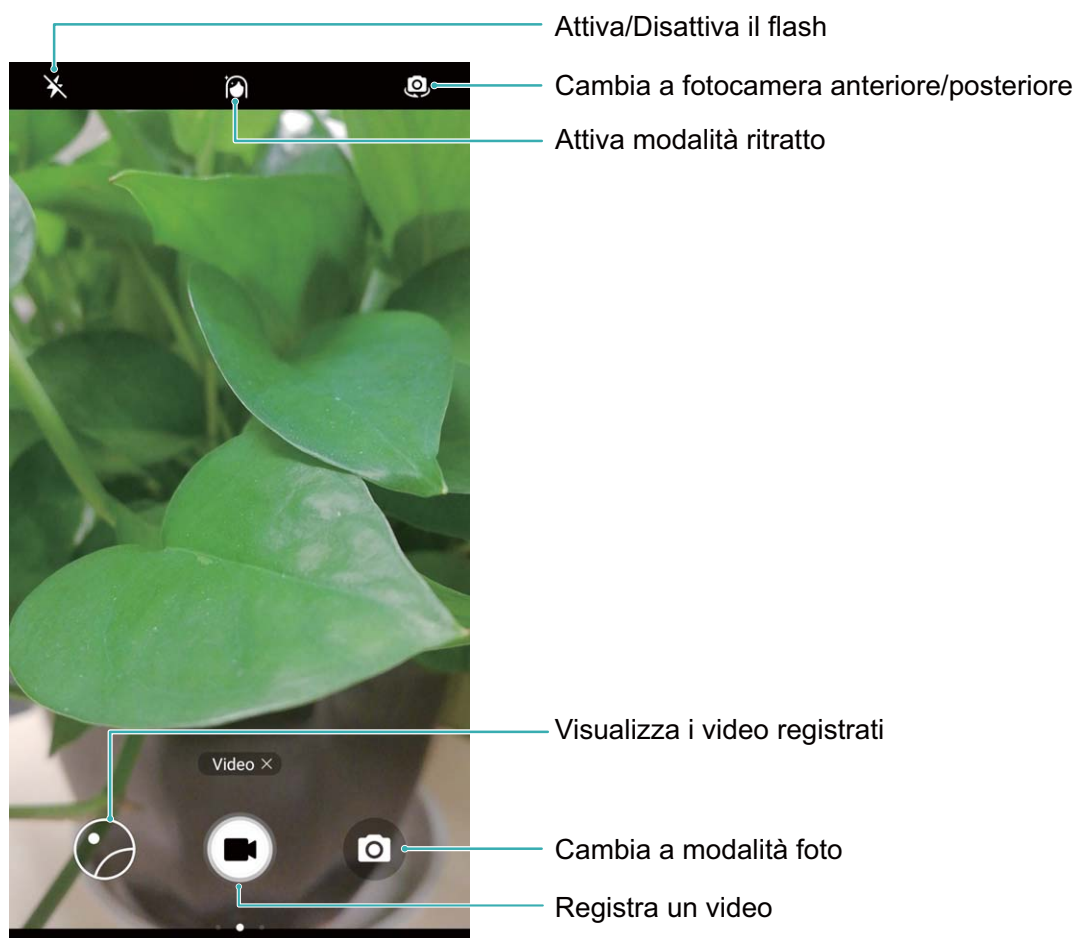 Attiva/Disattiva il flash
Cambia a fotocamera anteriore/posteriore
Attiva modalità ritratto
Visualizza i video registrati
Video ×
Cambia a modalità foto
Registra un video